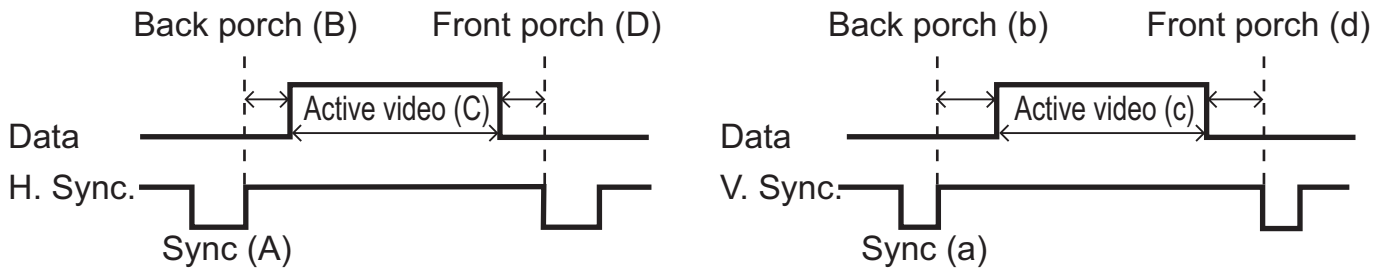 Back porch (B) Front porch (D)
Active video (C)
Data
H. Sync.
Sync (A)
Back porch (b) Front porch (d)
Active video (c)
Data
V. Sync.
Sync (a)